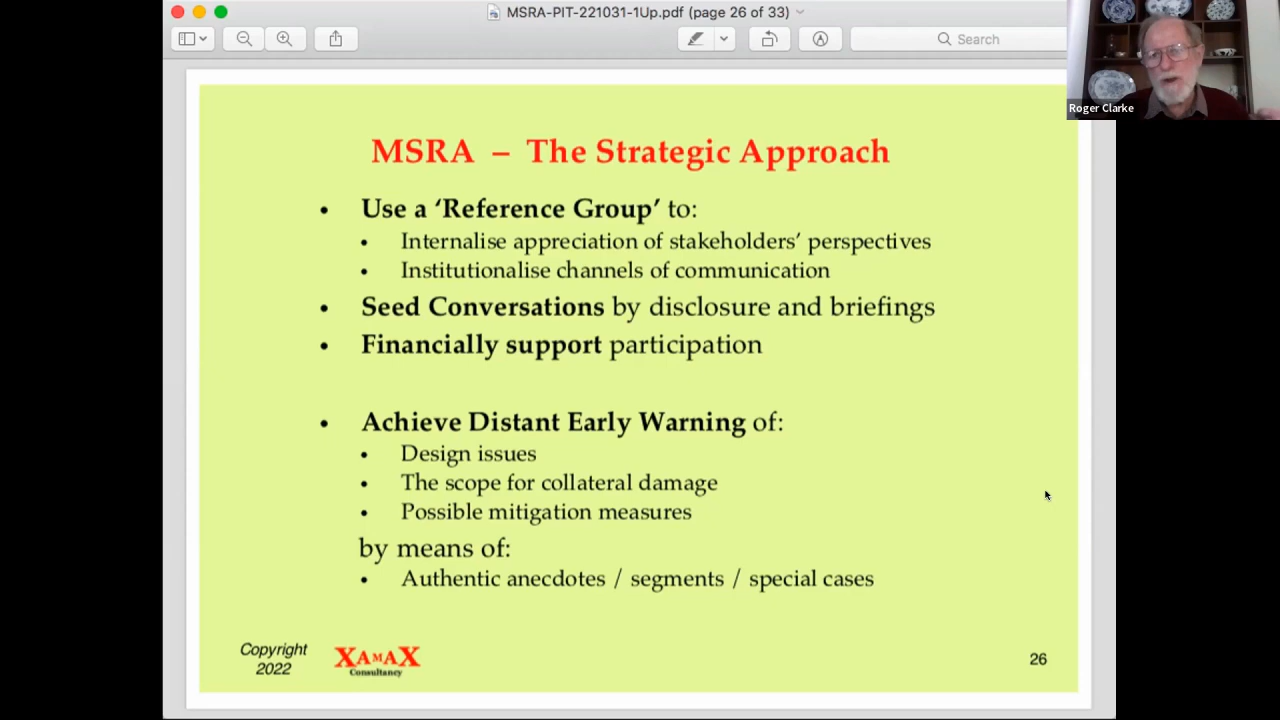 MSRA-PIT-221031-1Up.pdf (page 26 of 33)
Search
Roger Clarke
MSRA – The Strategic Approach
• Use a ‘Reference Group’ to:
• Internalise appreciation of stakeholders’ perspectives
• Institutionalise channels of communication
• Seed Conversations by disclosure and briefings
• Financially support participation
• Achieve Distant Early Warning of:
• Design issues
• The scope for collateral damage
• Possible mitigation measures
by means of:
• Authentic anecdotes / segments / special cases
Copyright
2022
XAMAX
Consultancy
26